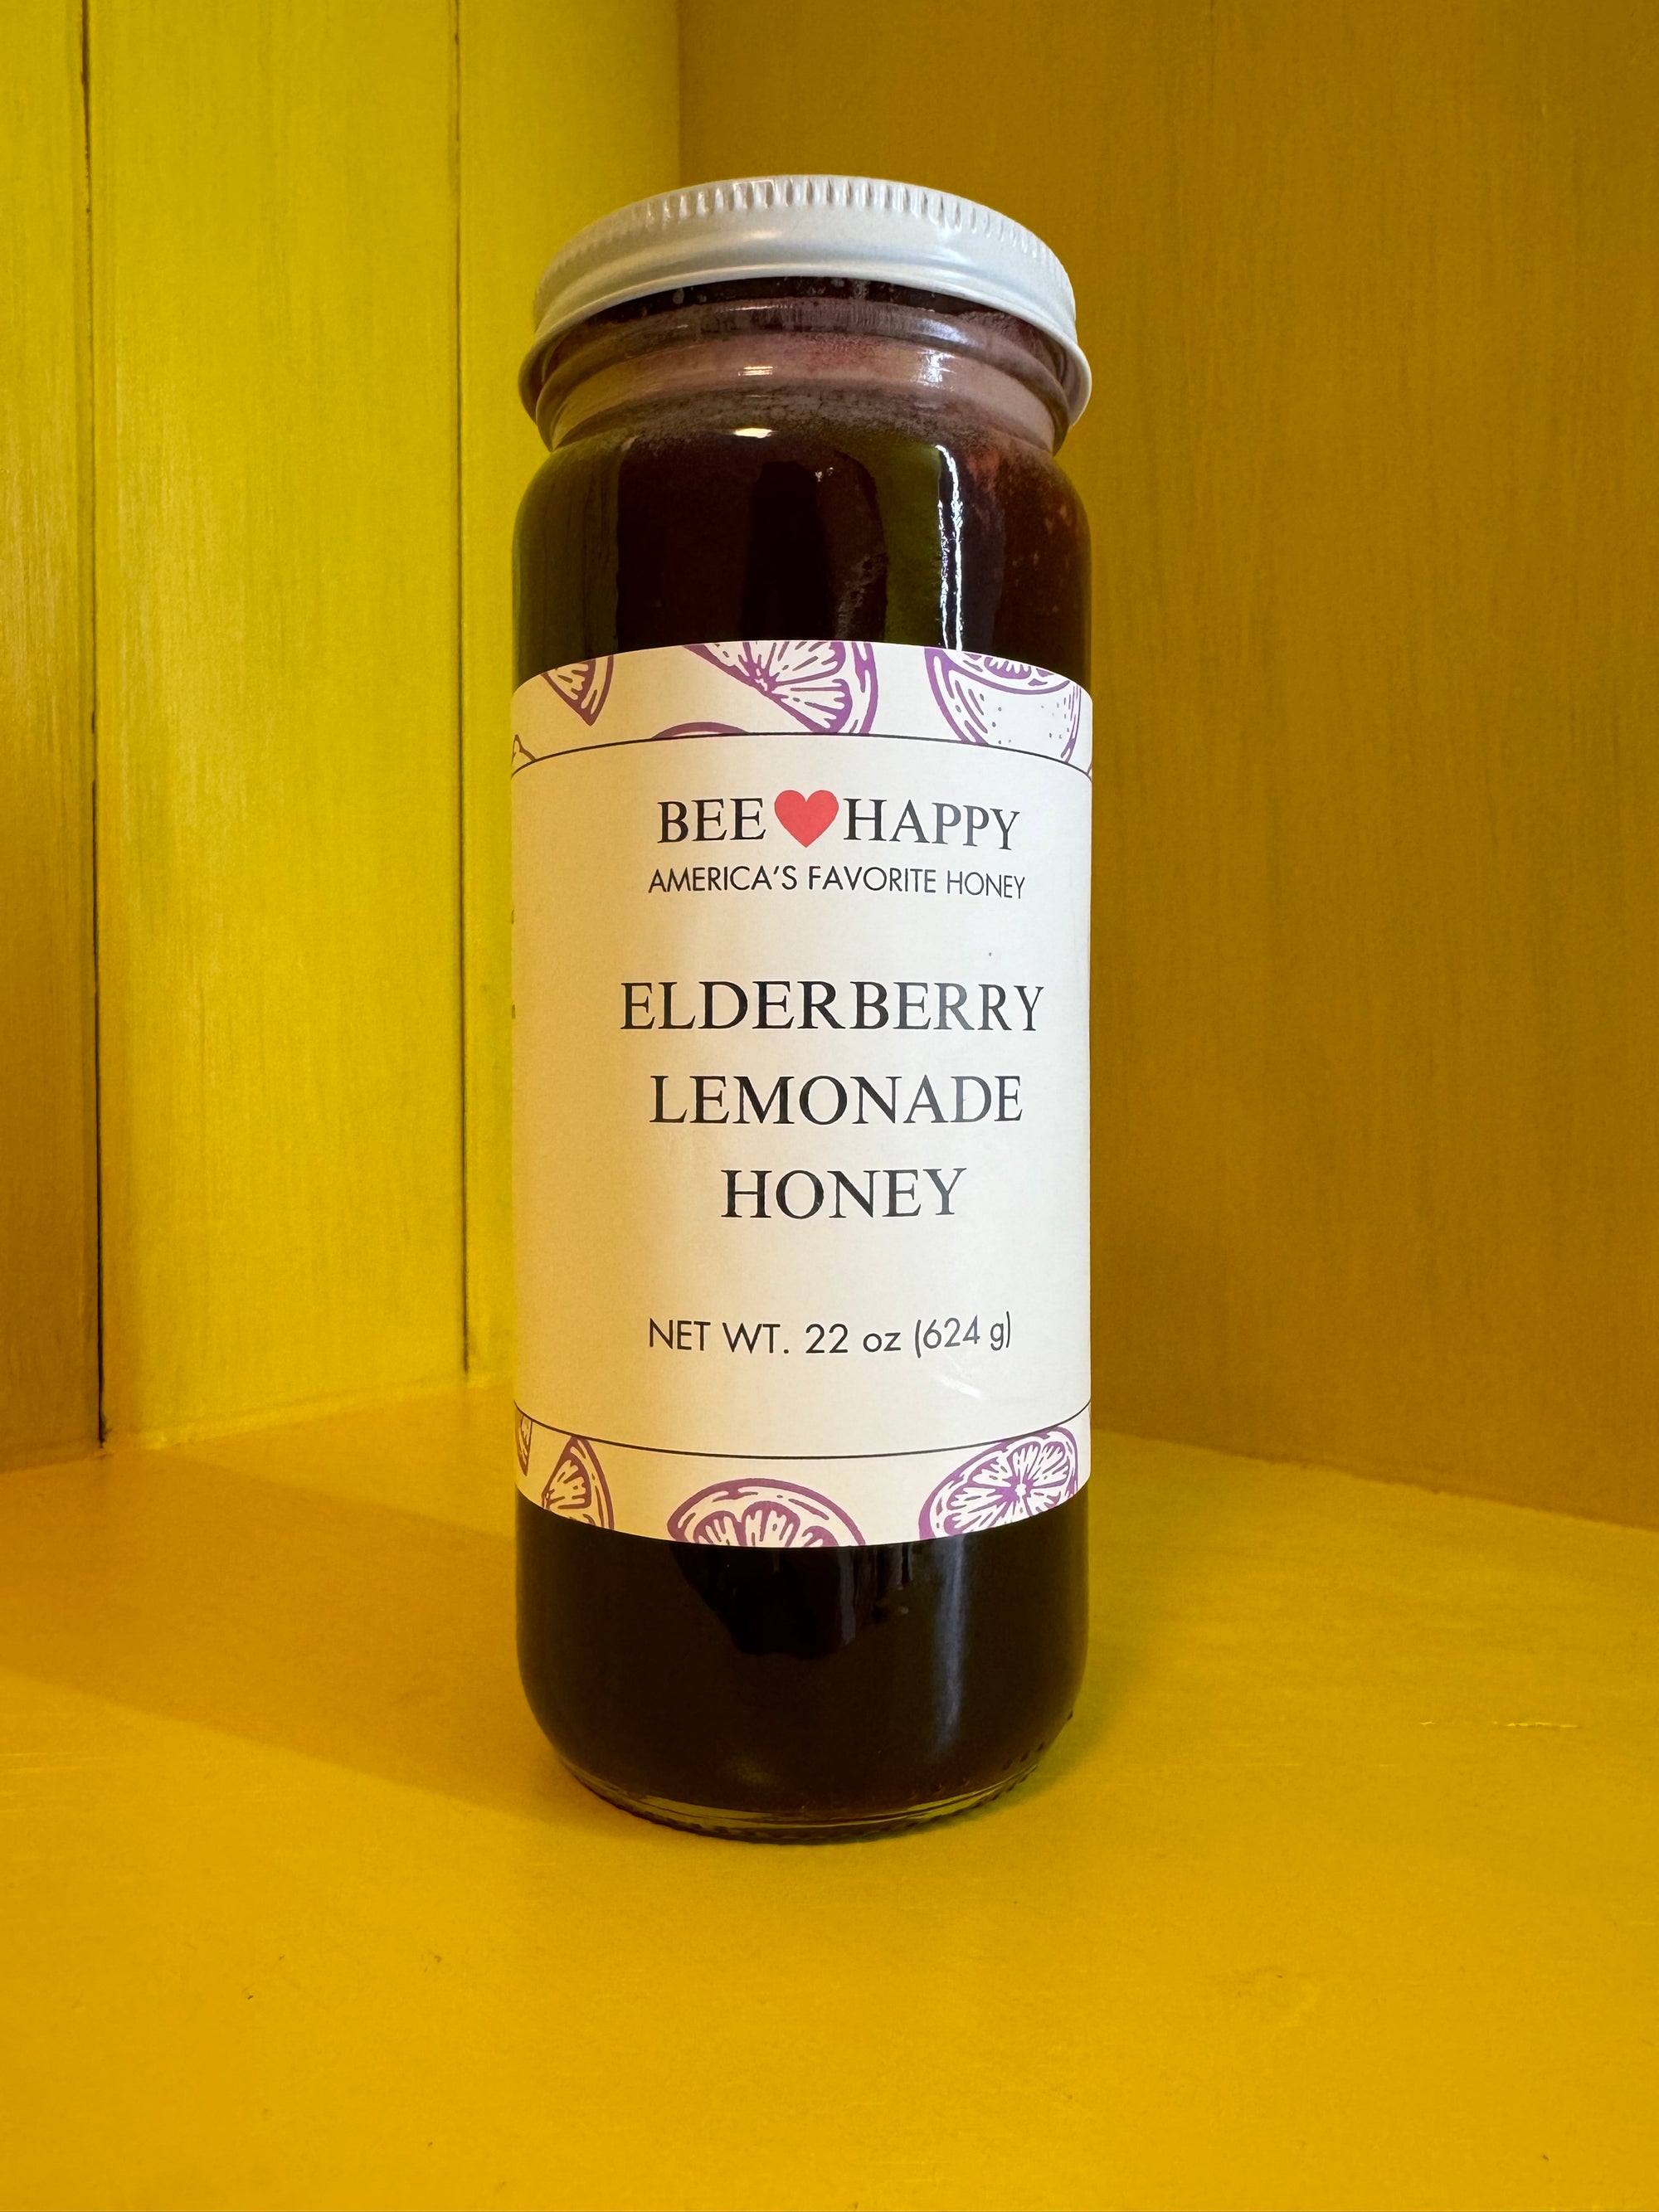 BEE HAPPY
AMERICA'S FAVORITE HONEY
ELDERBERRY
LEMONADE
HONEY
NET WT. 22 oz (624 g)